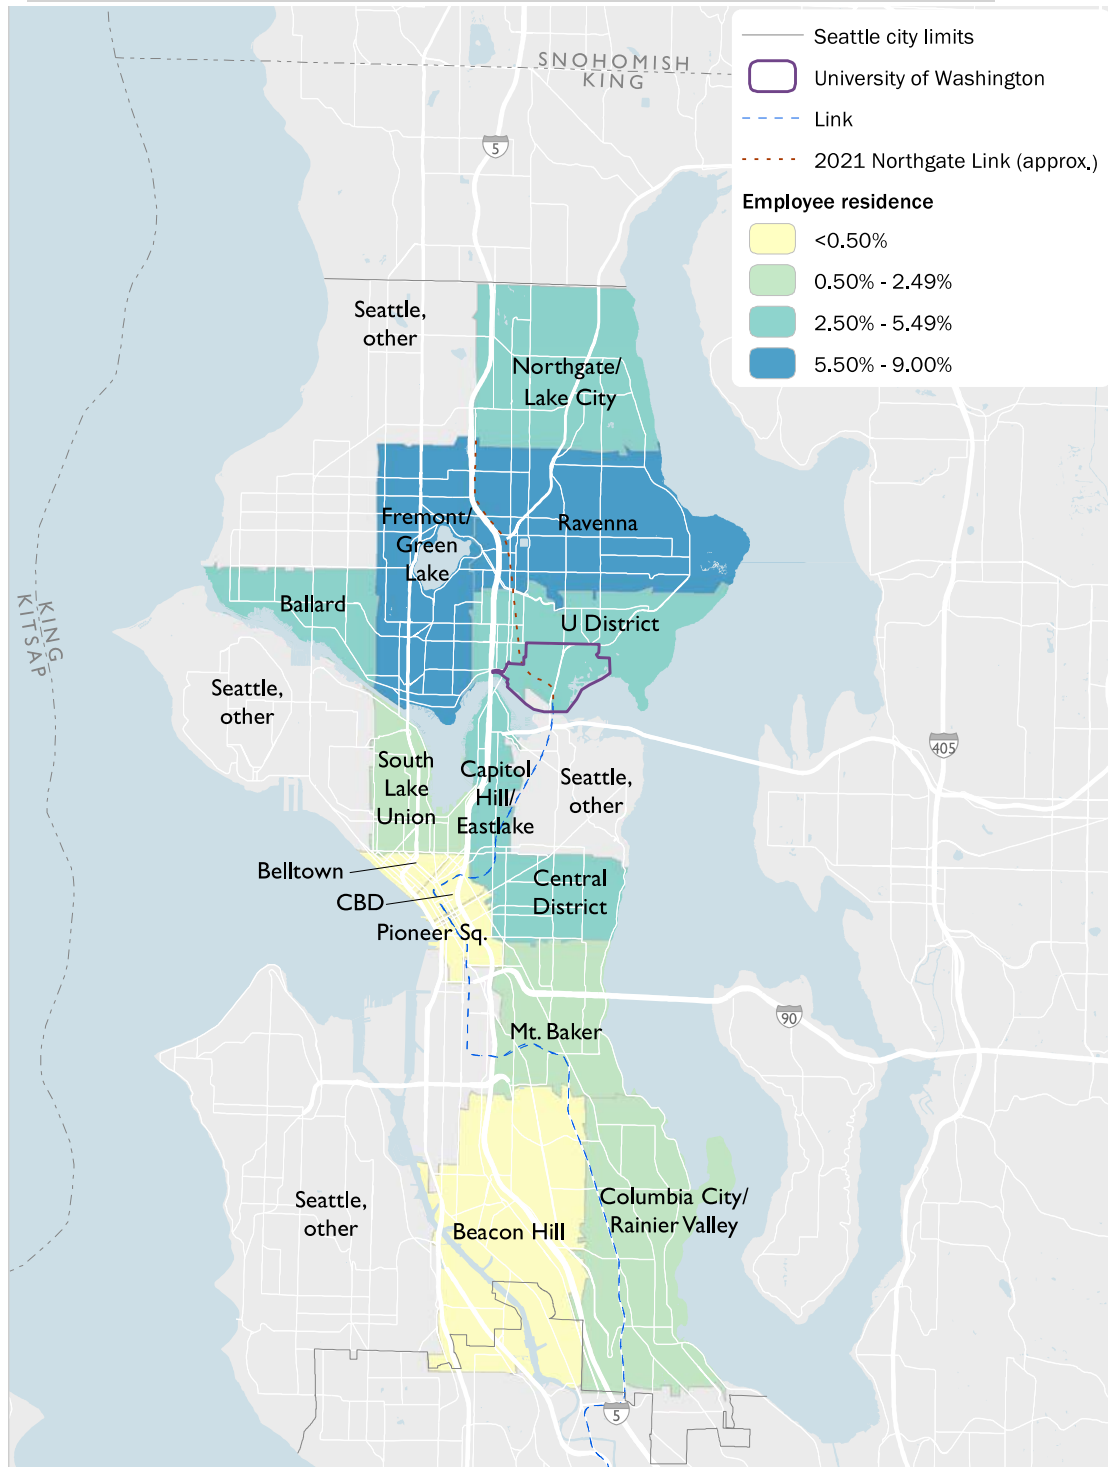 Seattle city limits
University of Washington
Link
2021 Northgate Link (approx.)
Employee residence
<0.50%
0.50% - 2.49%
2.50% - 5.49%
5.50% - 9.00%
SNOHOMISH
KING
5
Seattle,
other
Northgate/
Lake City
Fremont/
Green
Lake
Ravenna
Ballard
U District
KING
KITSAP
Seattle,
other
405
South
Lake
Union
Capitol
Hill/
Eastlake
Seattle,
other
Belltown
CBD
Pioneer Sq.
Central
District
90
Mt. Baker
Seattle,
other
Beacon Hill
Columbia City/
Rainier Valley
5